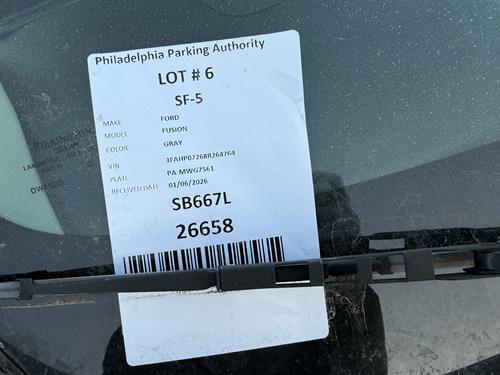 Philadelphia Parking Authority
LOT # 6
SF-5
MAKE FORD
MODEL FUSION
COLOR GRAY
VIN 3FAHP07268R264764
PLATE PA MWG7561
RECEIVED DATE 01/06/2026
SB667L
26658